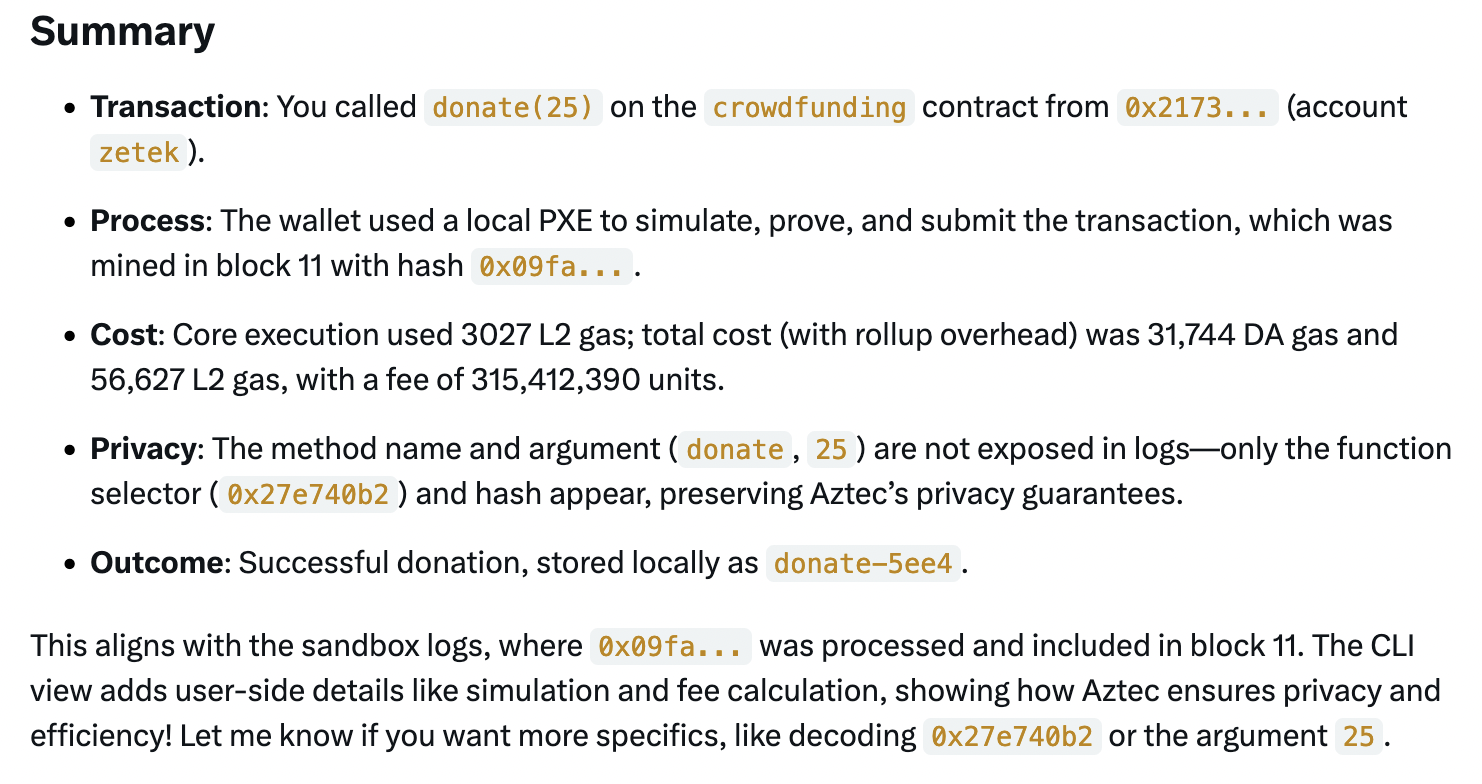 Summary
• Transaction: You called donate(25) on the crowdfunding contract from 0x2173... (account
zetek ).
• Process: The wallet used a local PXE to simulate, prove, and submit the transaction, which was
mined in block 11 with hash 0x09fa... .
• Cost: Core execution used 3027 L2 gas; total cost (with rollup overhead) was 31,744 DA gas and
56,627 L2 gas, with a fee of 315,412,390 units.
• Privacy: The method name and argument ( donate , 25 ) are not exposed in logs—only the function
selector ( 0x27e740b2 ) and hash appear, preserving Aztec’s privacy guarantees.
• Outcome: Successful donation, stored locally as donate-5ee4 .
This aligns with the sandbox logs, where 0x09fa... was processed and included in block 11. The CLI
view adds user-side details like simulation and fee calculation, showing how Aztec ensures privacy and
efficiency! Let me know if you want more specifics, like decoding 0x27e740b2 or the argument 25 .